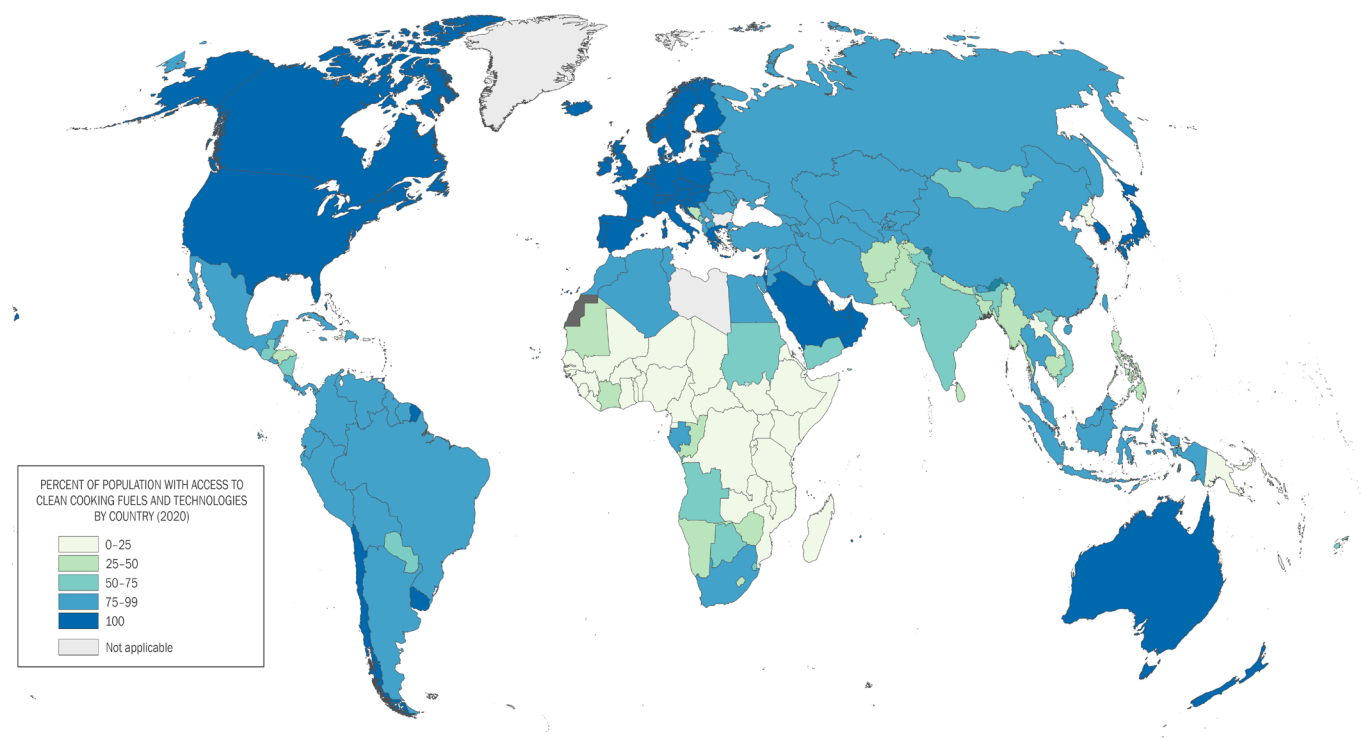 PERCENT OF POPULATION WITH ACCESS TO
CLEAN COOKING FUELS AND TECHNOLOGIES
BY COUNTRY (2020)
0–25
25–50
50–75
75–99
100
Not applicable